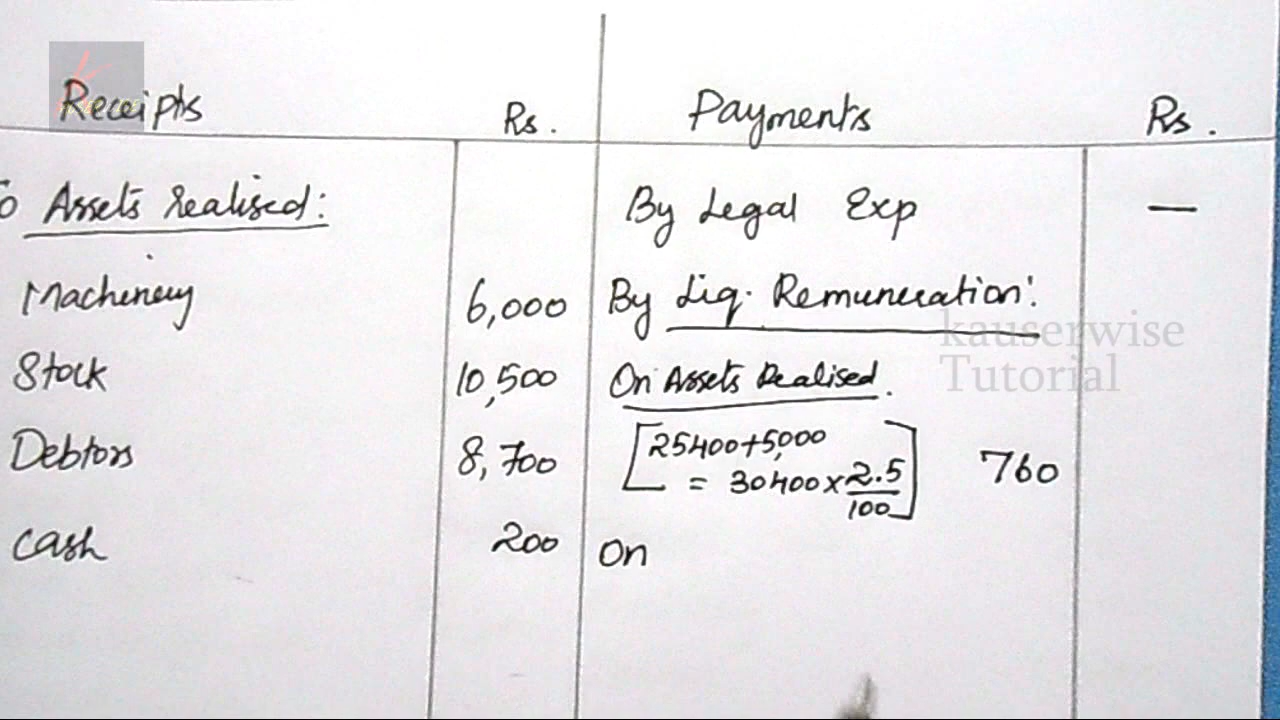 Receipts Rs. Payments Rs.
To Assets realised: By Legal Exp —
Machinery 6,000 By Liq. Remuneration:
kauserwise
Tutorial
Stock 10,500 On Assets Realised.
Debtors 8,700 [25400+5,000
= 30400 × 2.5/100] 760
Cash 200 On